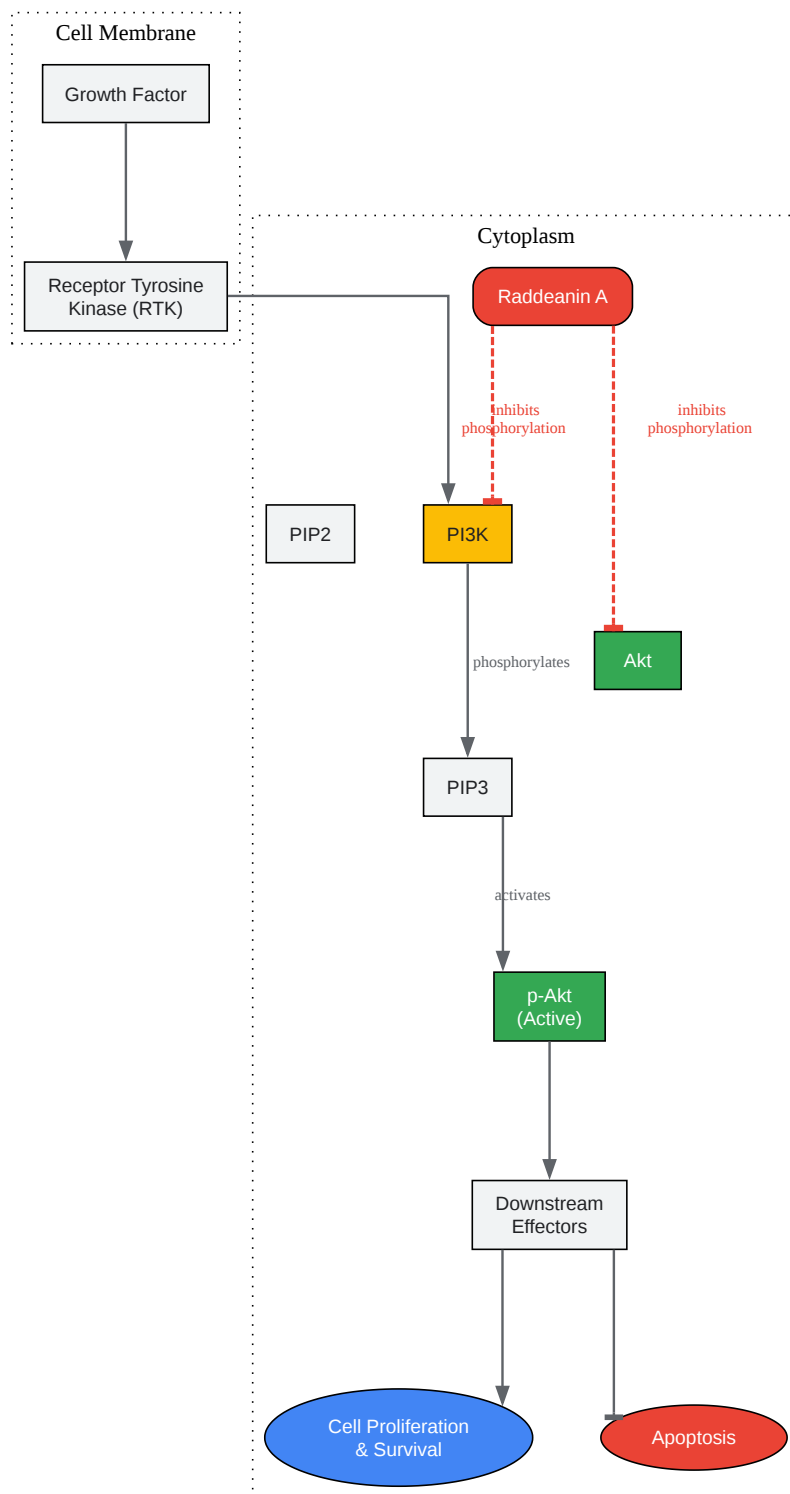 Cell Membrane
Growth Factor
Receptor Tyrosine
Kinase (RTK)
Cytoplasm
Raddeanin A
inhibits
phosphorylation
inhibits
phosphorylation
PIP2
PI3K
phosphorylates
Akt
PIP3
activates
p-Akt
(Active)
Downstream
Effectors
Cell Proliferation
& Survival
Apoptosis